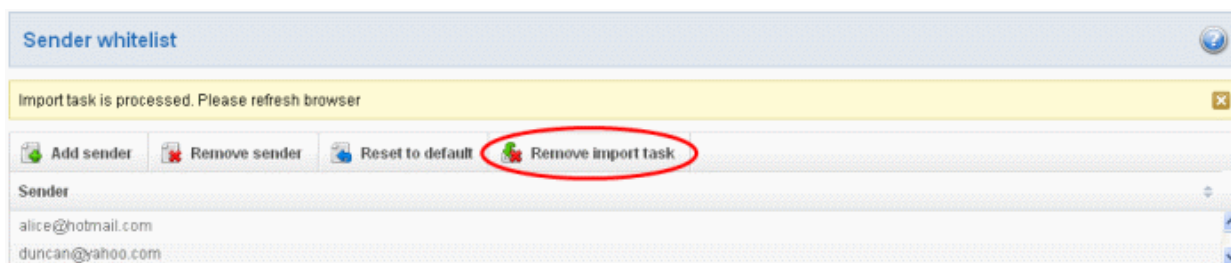 Sender whitelist
Import task is processed. Please refresh browser
Add sender Remove sender Reset to default Remove import task
Sender
alice@hotmail.com
duncan@yahoo.com